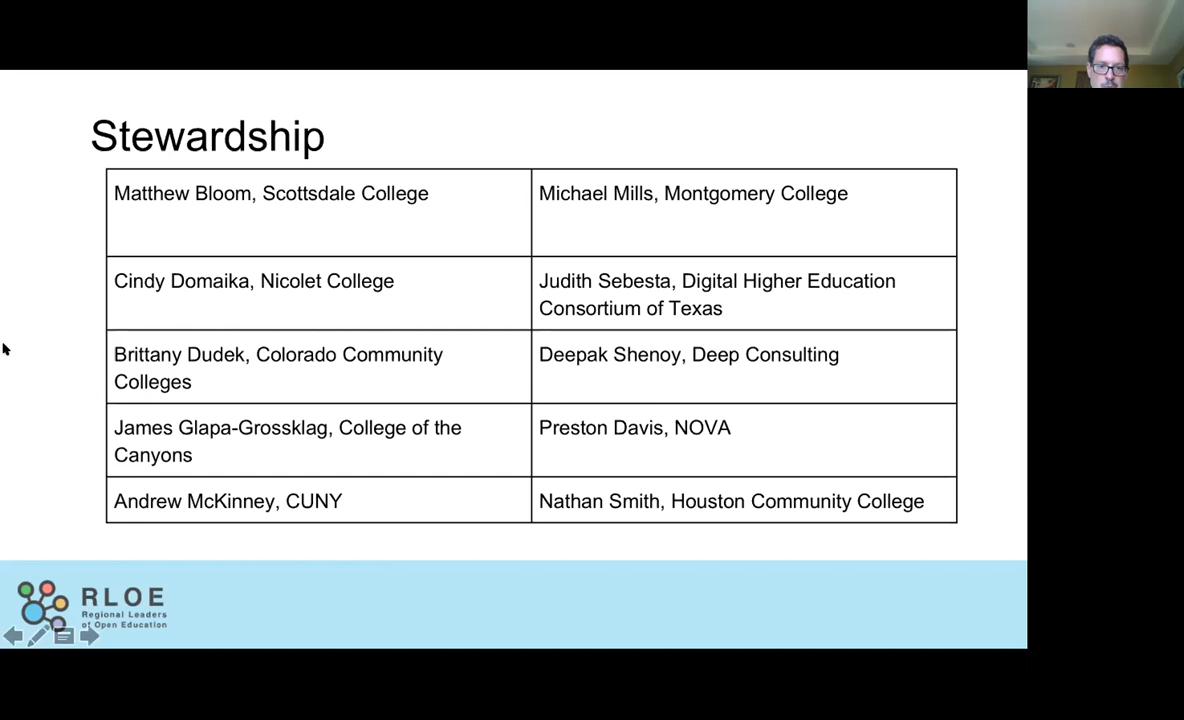 Stewardship
Matthew Bloom, Scottsdale College
Michael Mills, Montgomery College
Cindy Domaika, Nicolet College
Judith Sebesta, Digital Higher Education
Consortium of Texas
Brittany Dudek, Colorado Community
Colleges
Deepak Shenoy, Deep Consulting
James Glapa-Grossklag, College of the
Canyons
Preston Davis, NOVA
Andrew McKinney, CUNY
Nathan Smith, Houston Community College
RLOE
Regional Leaders
of Open Education